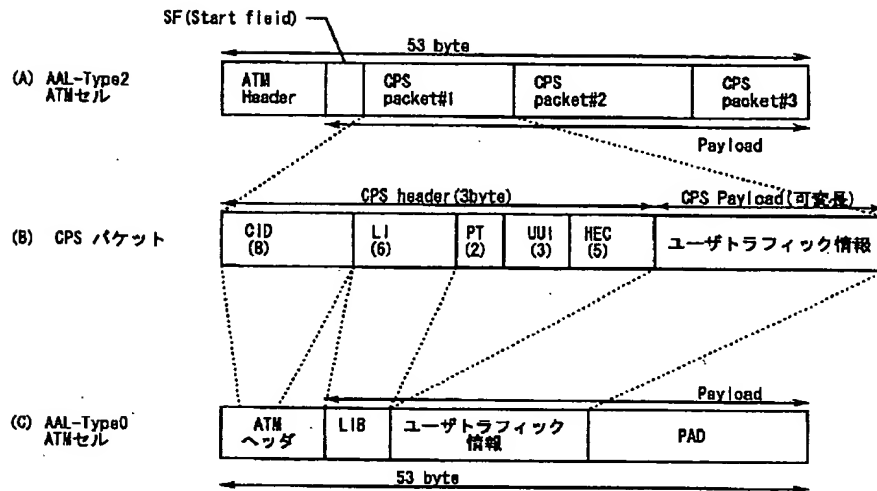 SF(Start fleid)
53 byte
(A) AAL-Type2
ATMセル
ATM
Header
CPS
packet#1
CPS
packet#2
CPS
packet#3
Payload
CPS header(3byte)
CPS Payload(可変長)
(B) CPS パケット
CID
(8)
LI
(6)
PT
(2)
UUI
(3)
HEC
(5)
ユーザトラフィック情報
Payload
(C) AAL-Type0
ATMセル
ATM
ヘッダ
LIB
ユーザトラフィック
情報
PAD
53 byte